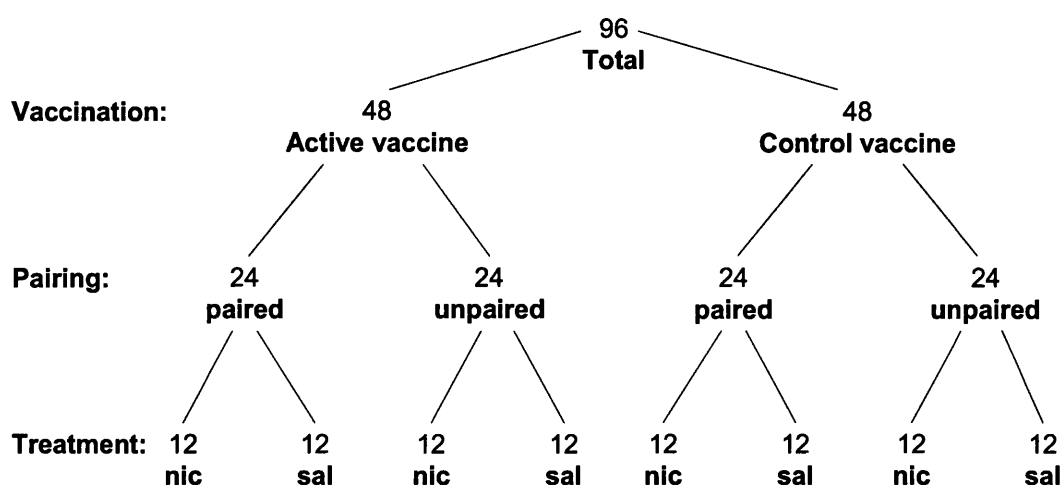 96
Total
Vaccination: 48 48
Active vaccine Control vaccine
Pairing: 24 24 24 24
paired unpaired paired unpaired
Treatment: 12 12 12 12 12 12 12 12
nic sal nic sal nic sal nic sal